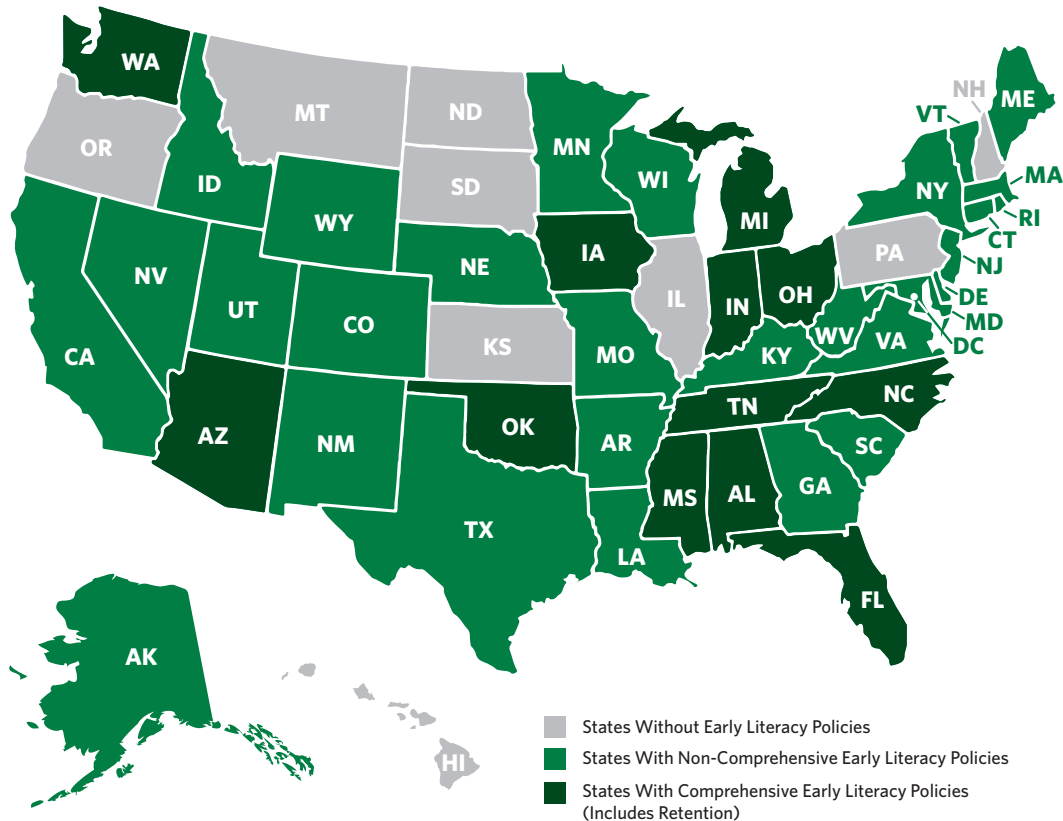 WA
MT
ND
MN
OR
ID
SD
WI
WY
MI
NH
VT
ME
NY
MA
RI
CT
NV
UT
CO
NE
IA
IL
IN
OH
PA
NJ
DE
MD
DC
CA
KS
MO
KY
WV
VA
AZ
NM
OK
AR
TN
NC
SC
TX
LA
MS
AL
GA
FL
AK
HI
States Without Early Literacy Policies
States With Non-Comprehensive Early Literacy Policies
States With Comprehensive Early Literacy Policies
(Includes Retention)